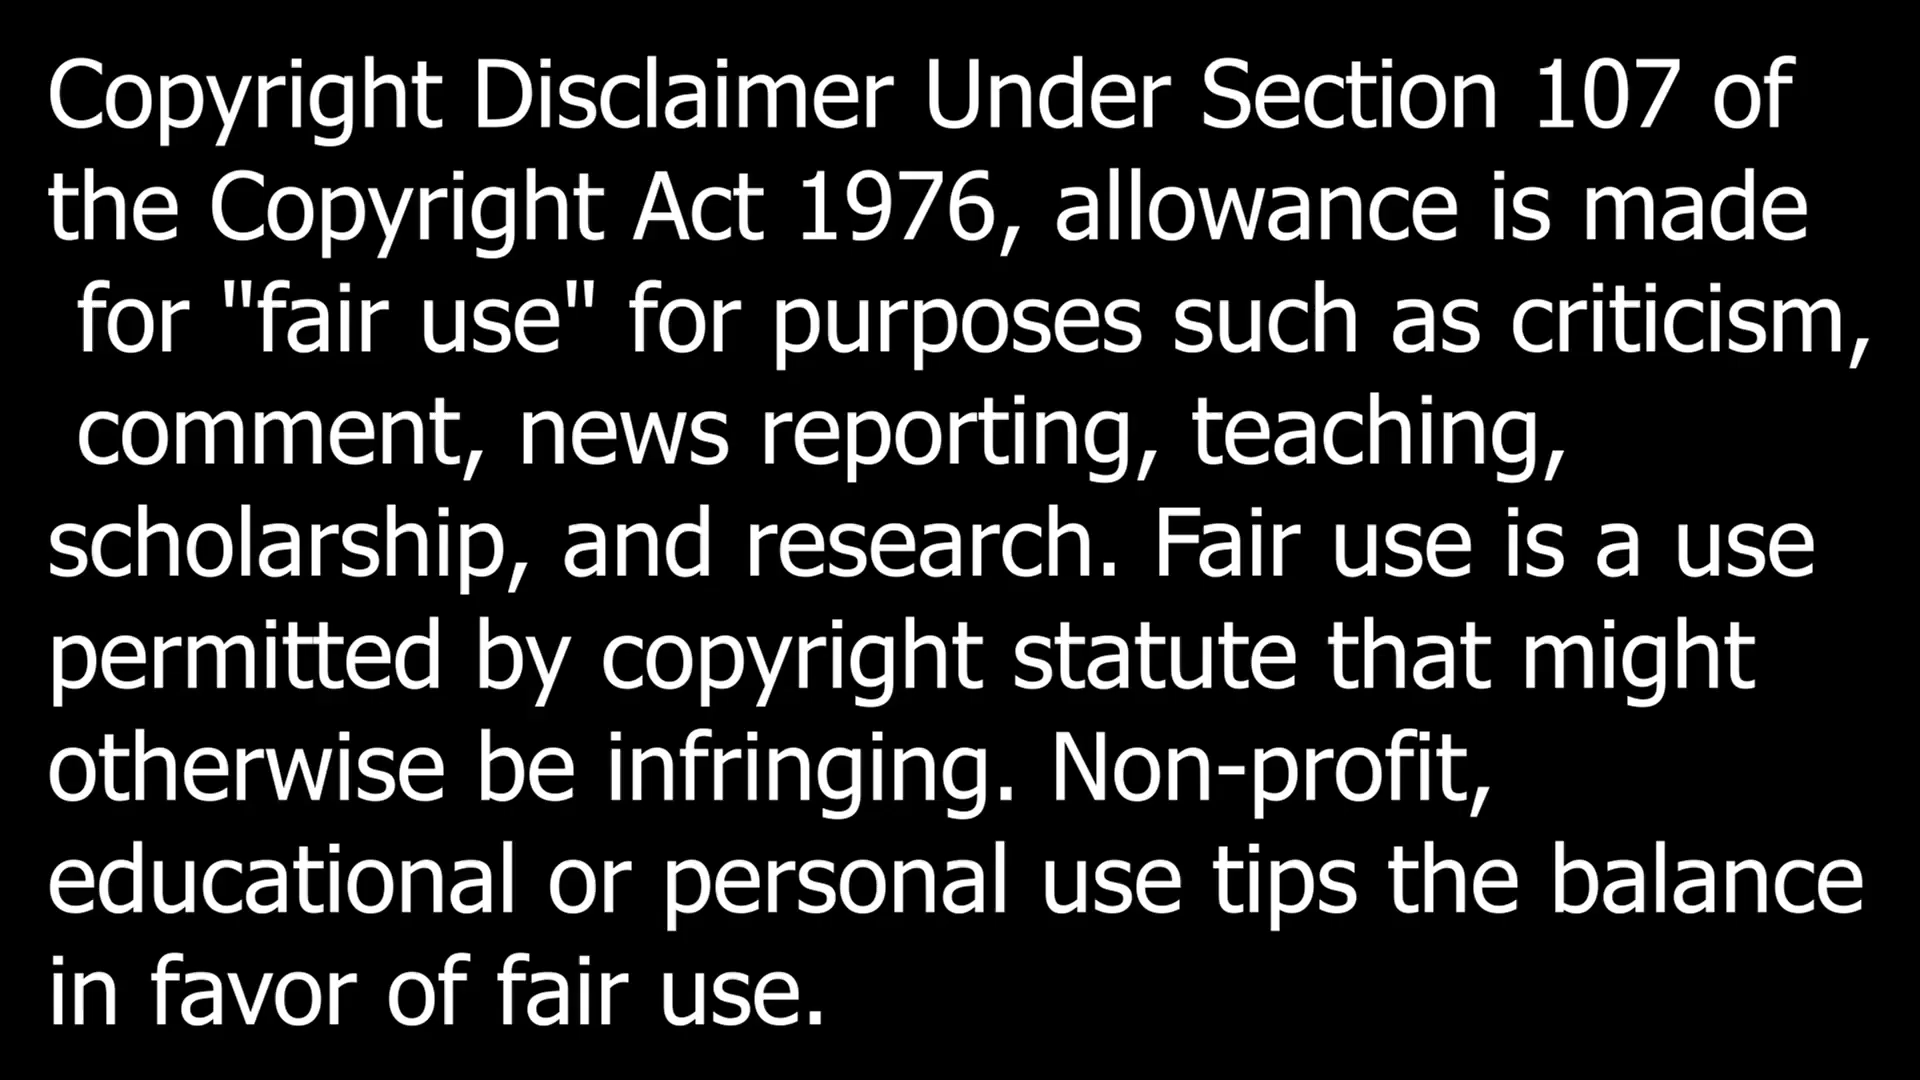 Copyright Disclaimer Under Section 107 of
the Copyright Act 1976, allowance is made
for "fair use" for purposes such as criticism,
comment, news reporting, teaching,
scholarship, and research. Fair use is a use
permitted by copyright statute that might
otherwise be infringing. Non-profit,
educational or personal use tips the balance
in favor of fair use.